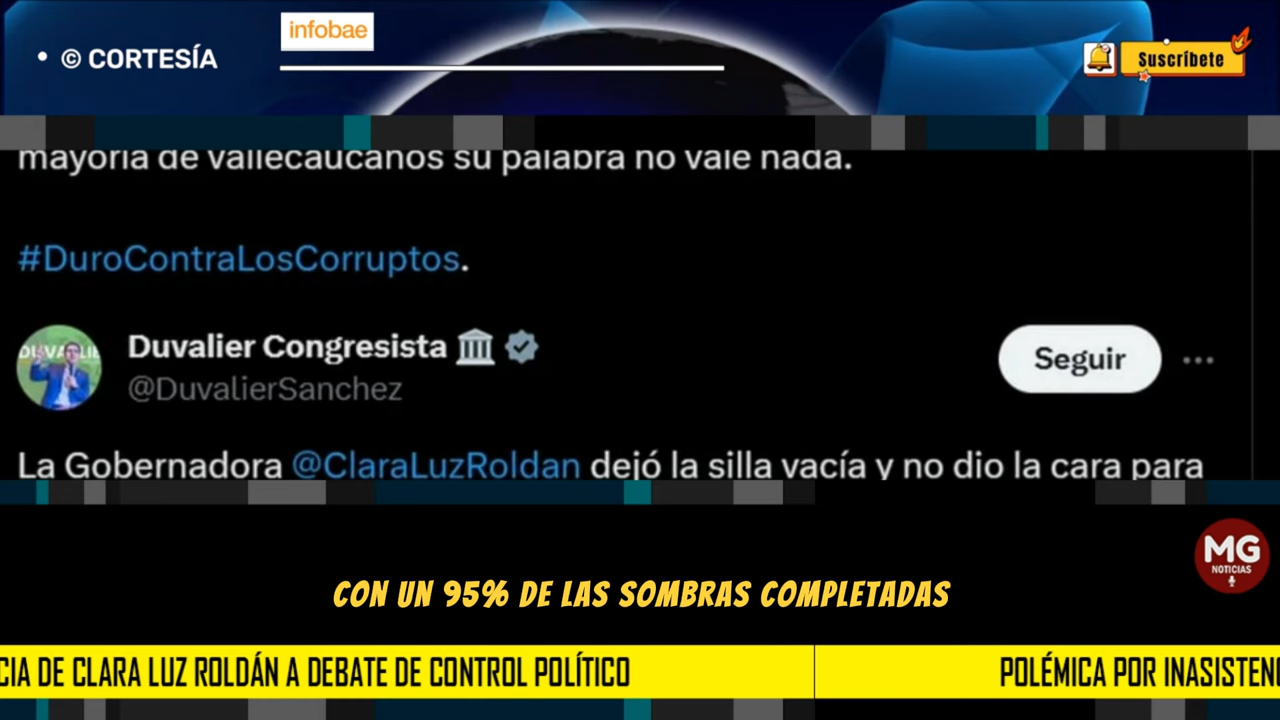 © CORTESÍA
infobae
Suscríbete
mayoría de vallecaucanos su palabra no vale nada.
#DuroContraLosCorruptos.
DUVALIE
Duvalier Congresista
@DuvalierSanchez
Seguir
La Gobernadora @ClaraLuzRoldan dejó la silla vacía y no dio la cara para
MG
NOTICIAS
CON UN 95% DE LAS SOMBRAS COMPLETADAS
CIA DE CLARA LUZ ROLDÁN A DEBATE DE CONTROL POLÍTICO
POLÉMICA POR INASISTENC